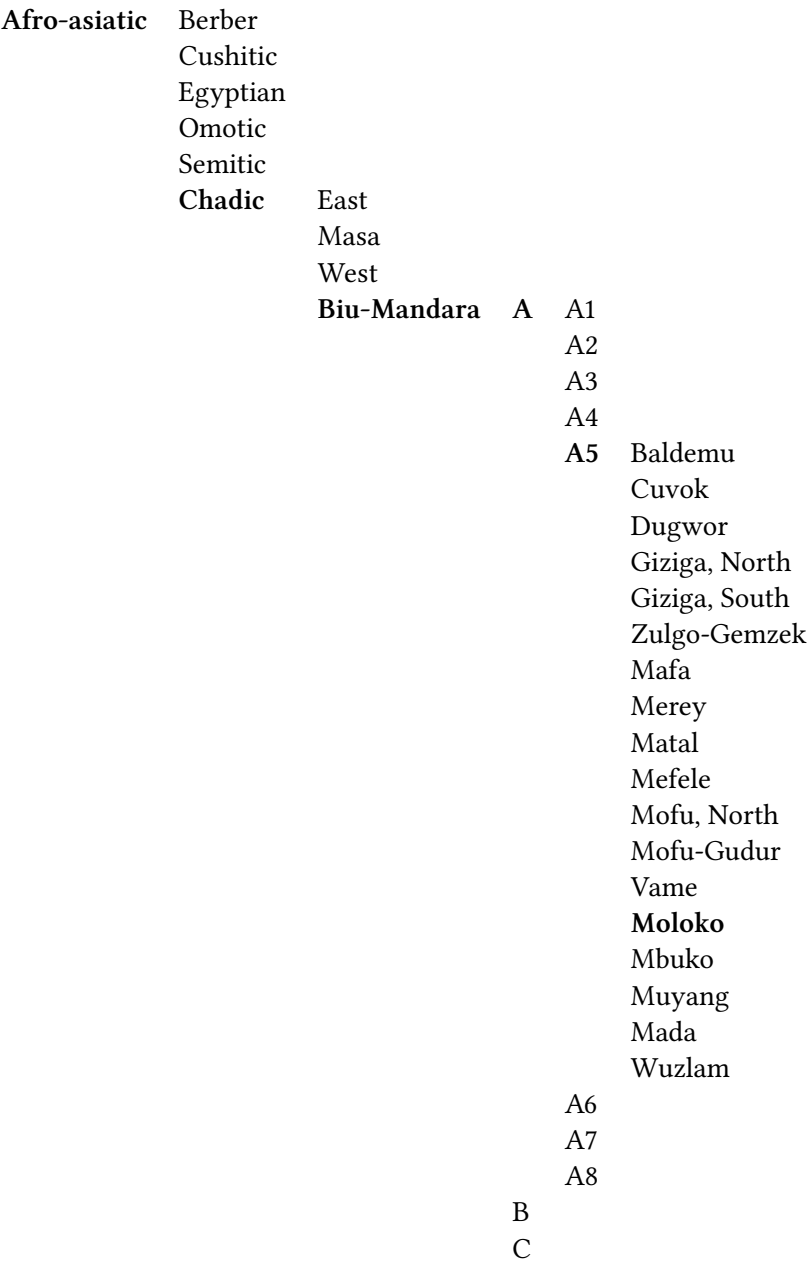 Afro-asiatic Berber
Cushitic
Egyptian
Omotic
Semitic
Chadic East
Masa
West
Biu-Mandara A A1
A2
A3
A4
A5 Baldemu
Cuvok
Dugwor
Giziga, North
Giziga, South
Zulgo-Gemzek
Mafa
Merey
Matal
Mefele
Mofu, North
Mofu-Gudur
Vame
Moloko
Mbuko
Muyang
Mada
Wuzlam
A6
A7
A8
B
C